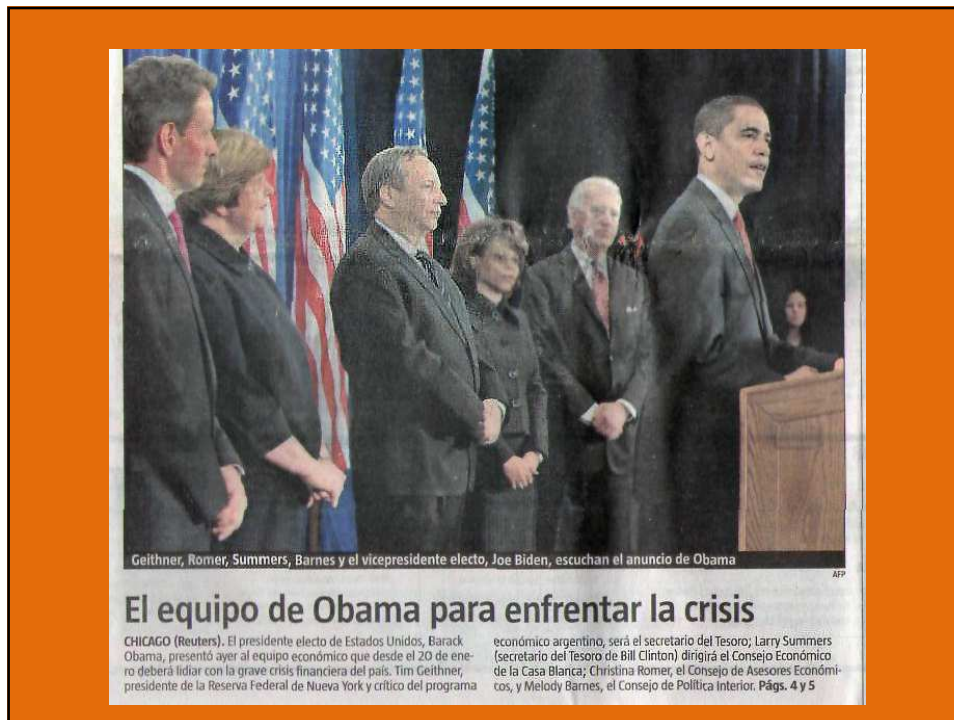 Geithner, Romer, Summers, Barnes y el vicepresidente electo, Joe Biden, escuchan el anuncio de Obama
AFP
El equipo de Obama para enfrentar la crisis
CHICAGO (Reuters). El presidente electo de Estados Unidos, Barack
Obama, presentó ayer al equipo económico que desde el 20 de ene-
ro deberá lidiar con la grave crisis financiera del país. Tim Geithner,
presidente de la Reserva Federal de Nueva York y crítico del programa
económico argentino, será el secretario del Tesoro; Larry Summers
(secretario del Tesoro de Bill Clinton) dirigirá el Consejo Económico
de la Casa Blanca; Christina Romer, el Consejo de Asesores Económi-
cos, y Melody Barnes, el Consejo de Política Interior. Págs. 4 y 5